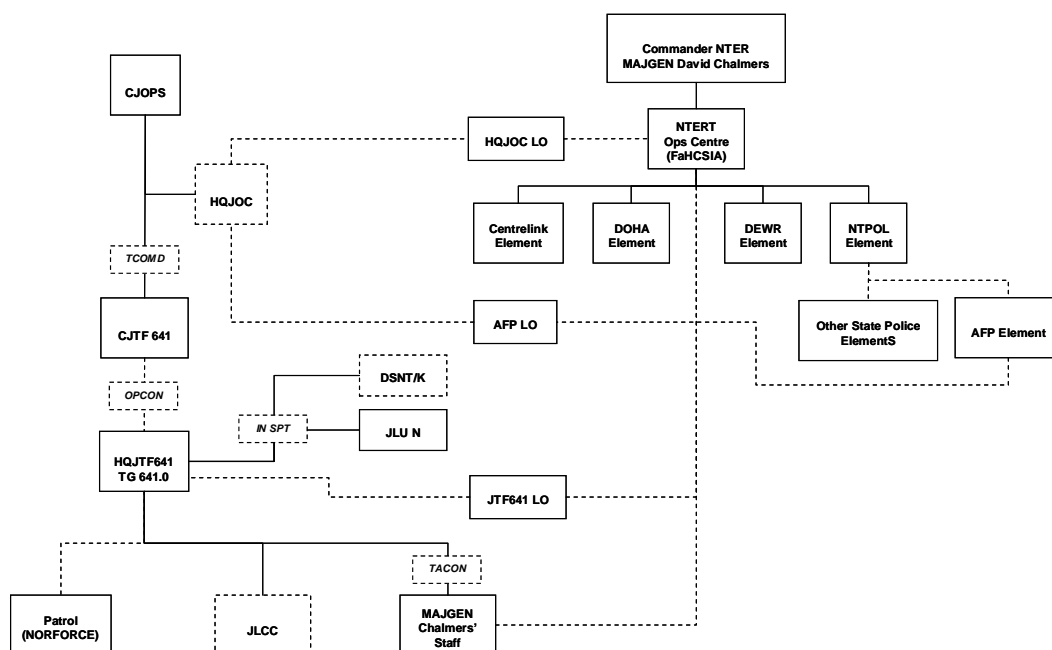 Commander NTER
MAJGEN David Chalmers
CJOPS
HQJOC LO
NTERT
Ops Centre
(FaHCSIA)
HQJOC
Centrelink
Element
DOHA
Element
DEWR
Element
NTPOL
Element
TCOMD
CJTF 641
AFP LO
Other State Police
ElementS
AFP Element
DSNT/K
OPCON
IN SPT
JLU N
HQJTF641
TG 641.0
JTF641 LO
TACON
Patrol
(NORFORCE)
JLCC
MAJGEN
Chalmers'
Staff